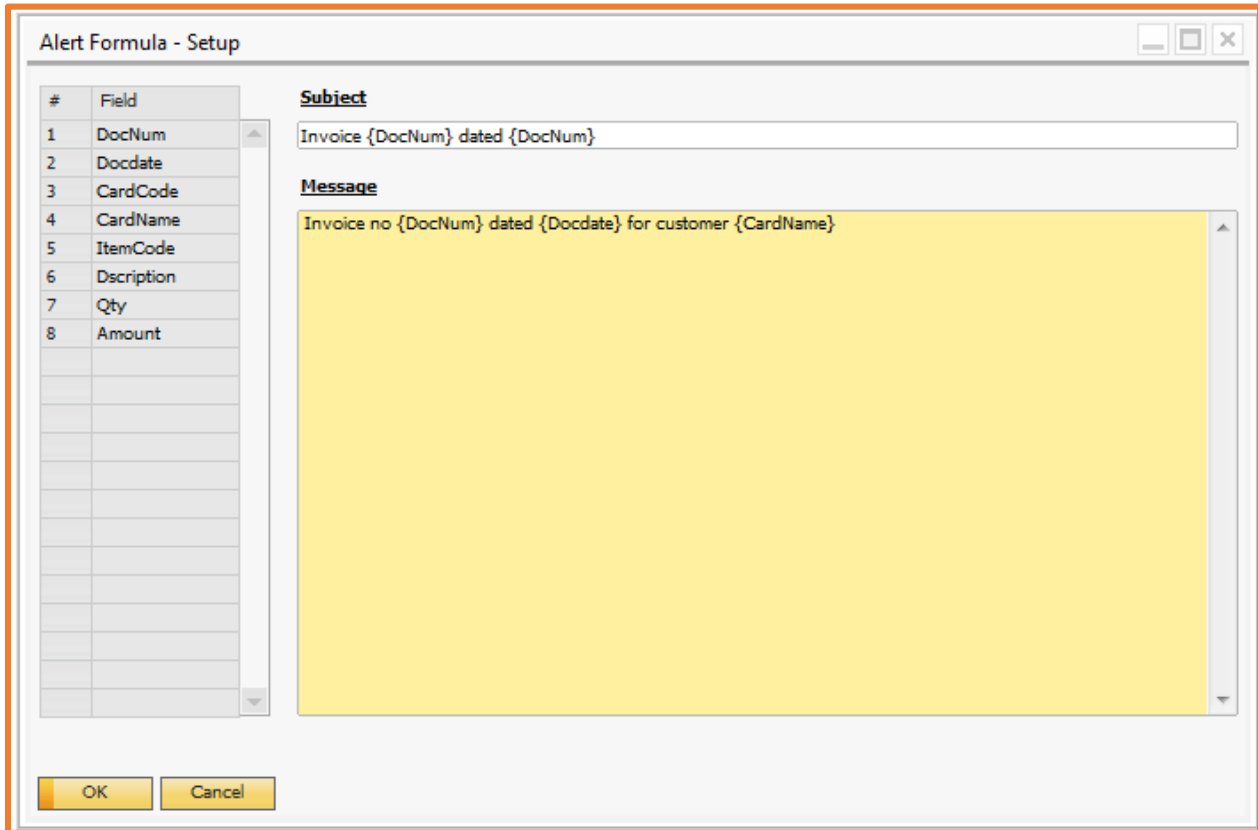 Alert Formula - Setup
# Field
1 DocNum
2 Docdate
3 CardCode
4 CardName
5 ItemCode
6 Dscription
7 Qty
8 Amount
Subject
Invoice {DocNum} dated {DocNum}
Message
Invoice no {DocNum} dated {Docdate} for customer {CardName}
OK Cancel